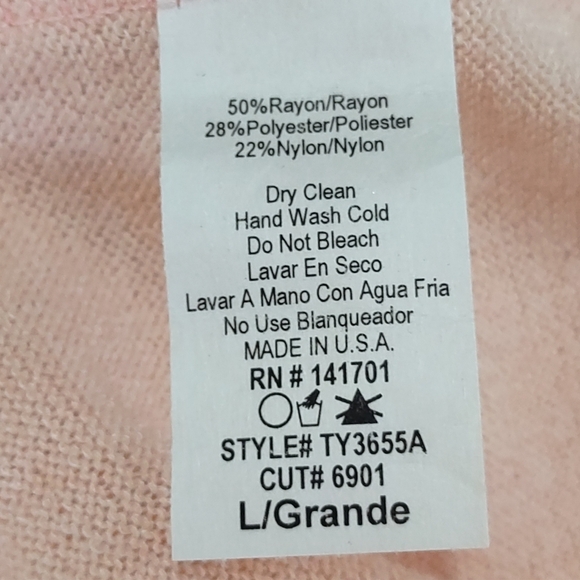 50%Rayon/Rayon
28%Polyester/Poliester
22%Nylon/Nylon
Dry Clean
Hand Wash Cold
Do Not Bleach
Lavar En Seco
Lavar A Mano Con Agua Fria
No Use Blanqueador
MADE IN U.S.A.
RN # 141701
STYLE# TY3655A
CUT# 6901
L/Grande